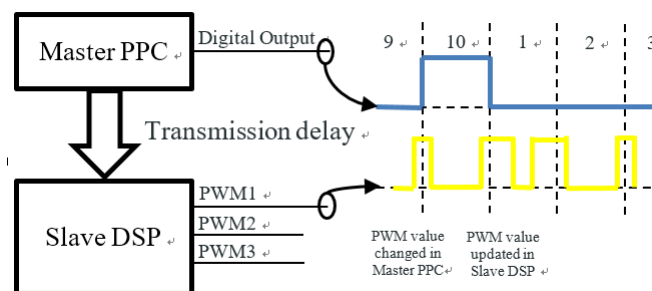 Master PPC
Digital Output
9
10
1
2
3
Transmission delay
Slave DSP
PWM1
PWM2
PWM3
PWM value
changed in
Master PPC
PWM value
updated in
Slave DSP